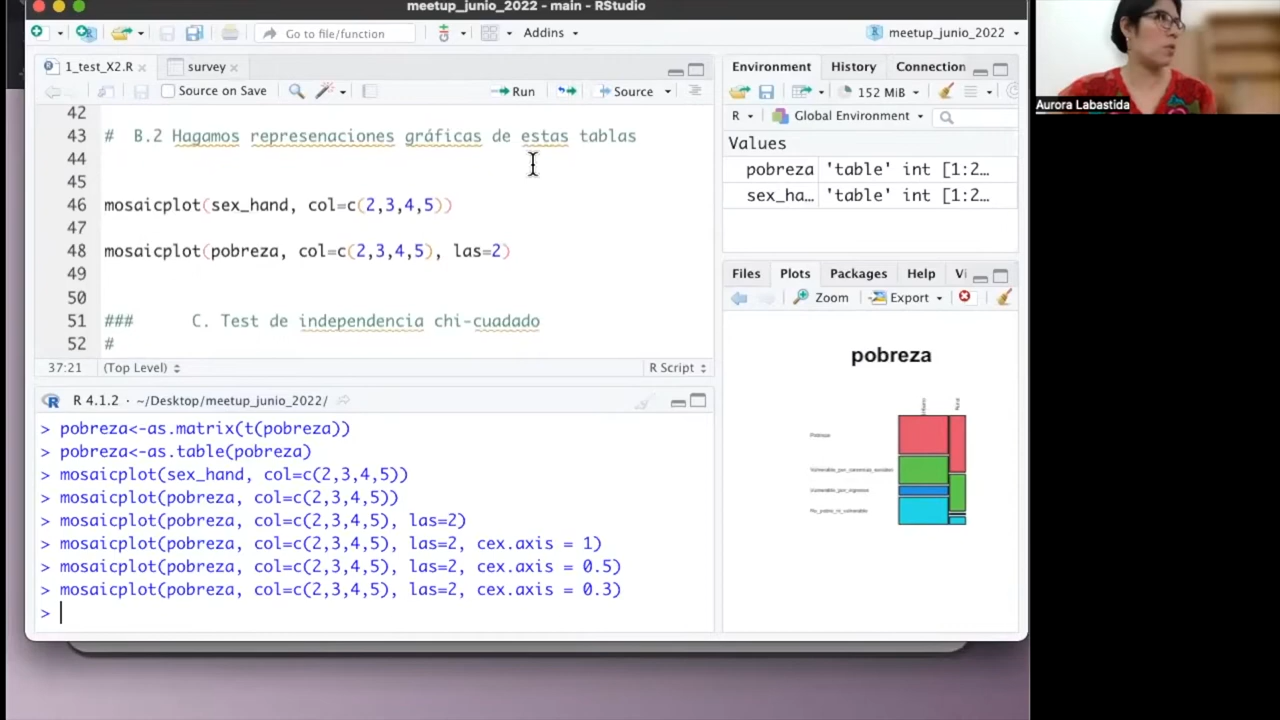 meetup_junio_2022 - main - RStudio
Go to file/function
Addins
meetup_junio_2022
1_test_X2.R
survey
Source on Save
Run
Source
42
43 # B.2 Hagamos represenaciones gráficas de estas tablas
44
45
46 mosaicplot(sex_hand, col=c(2,3,4,5))
47
48 mosaicplot(pobreza, col=c(2,3,4,5), las=2)
49
50
51 ### C. Test de independencia chi-cuadado
52 #
37:21 (Top Level) R Script
R 4.1.2 · ~/Desktop/meetup_junio_2022/
> pobreza<-as.matrix(t(pobreza))
> pobreza<-as.table(pobreza)
> mosaicplot(sex_hand, col=c(2,3,4,5))
> mosaicplot(pobreza, col=c(2,3,4,5))
> mosaicplot(pobreza, col=c(2,3,4,5), las=2)
> mosaicplot(pobreza, col=c(2,3,4,5), las=2, cex.axis = 1)
> mosaicplot(pobreza, col=c(2,3,4,5), las=2, cex.axis = 0.5)
> mosaicplot(pobreza, col=c(2,3,4,5), las=2, cex.axis = 0.3)
>
Environment History Connection
152 MiB
R Global Environment
Values
pobreza 'table' int [1:2…
sex_ha… 'table' int [1:2…
Files Plots Packages Help Vi
Zoom Export
pobreza
Rural
Vulnerable_por_ingresos
No_pobre_ni_vulnerable
Aurora Labastida